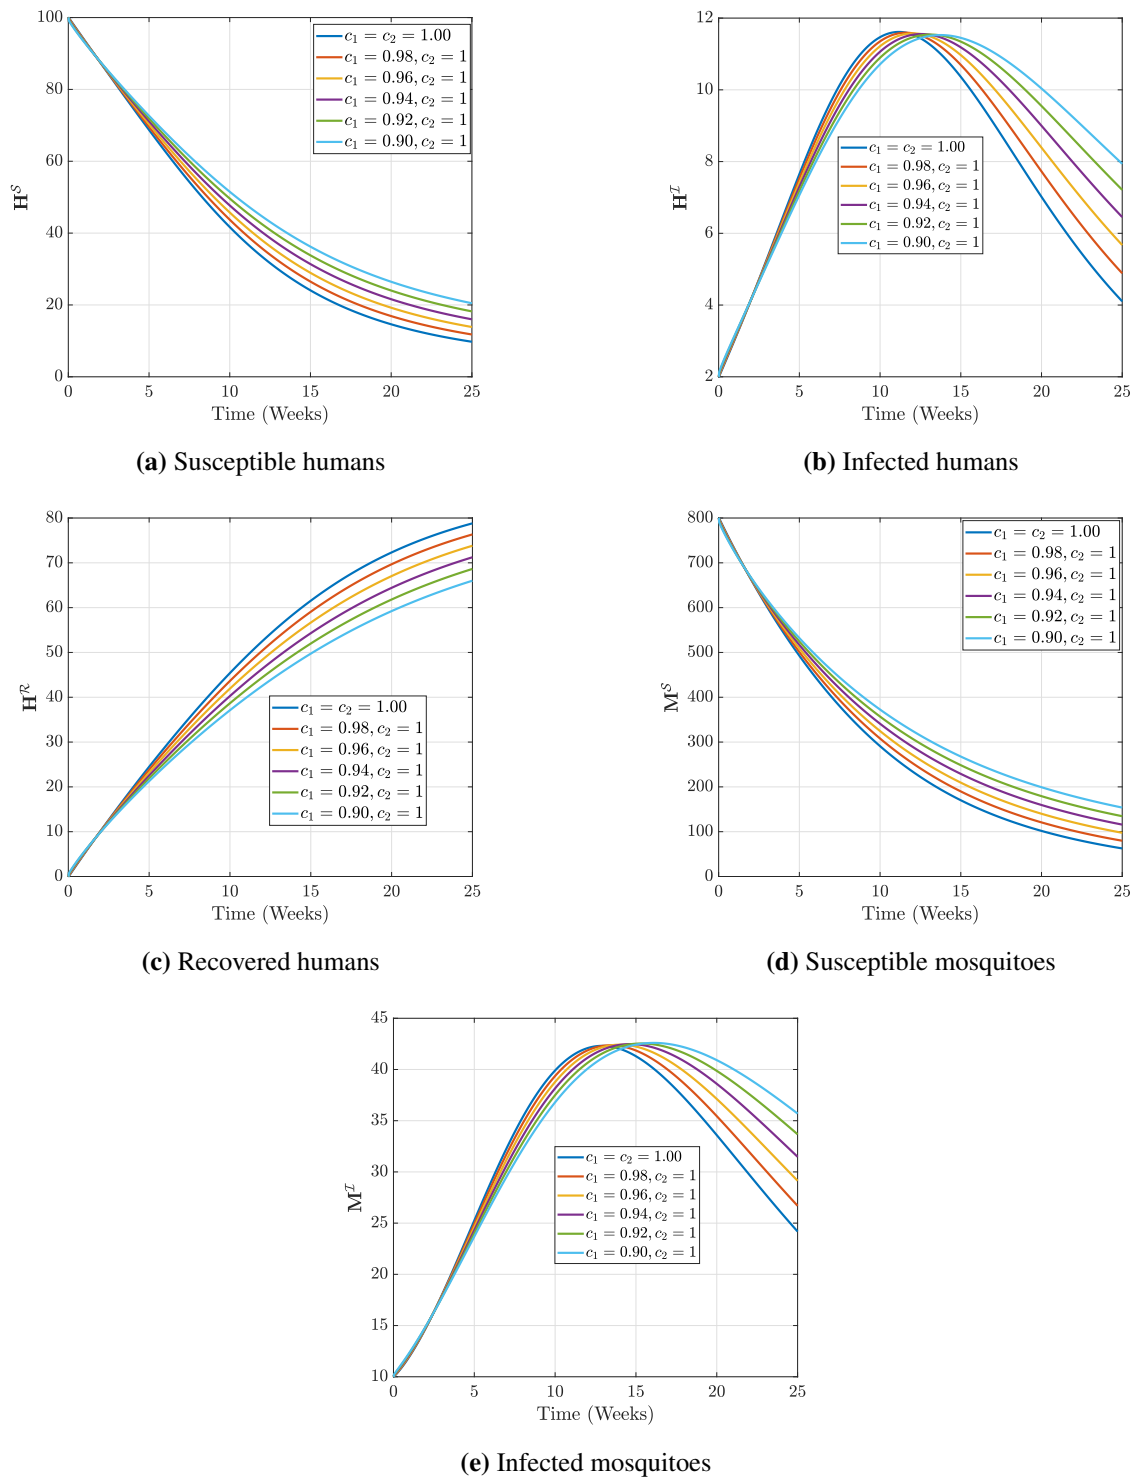 100
80
60
40
20
0
H^S
c₁ = c₂ = 1.00
c₁ = 0.98, c₂ = 1
c₁ = 0.96, c₂ = 1
c₁ = 0.94, c₂ = 1
c₁ = 0.92, c₂ = 1
c₁ = 0.90, c₂ = 1
0 5 10 15 20 25
Time (Weeks)
(a) Susceptible humans
12
10
8
6
4
2
H^I
c₁ = c₂ = 1.00
c₁ = 0.98, c₂ = 1
c₁ = 0.96, c₂ = 1
c₁ = 0.94, c₂ = 1
c₁ = 0.92, c₂ = 1
c₁ = 0.90, c₂ = 1
0 5 10 15 20 25
Time (Weeks)
(b) Infected humans
80
70
60
50
40
30
20
10
0
H^R
c₁ = c₂ = 1.00
c₁ = 0.98, c₂ = 1
c₁ = 0.96, c₂ = 1
c₁ = 0.94, c₂ = 1
c₁ = 0.92, c₂ = 1
c₁ = 0.90, c₂ = 1
0 5 10 15 20 25
Time (Weeks)
(c) Recovered humans
800
700
600
500
400
300
200
100
0
M^S
c₁ = c₂ = 1.00
c₁ = 0.98, c₂ = 1
c₁ = 0.96, c₂ = 1
c₁ = 0.94, c₂ = 1
c₁ = 0.92, c₂ = 1
c₁ = 0.90, c₂ = 1
0 5 10 15 20 25
Time (Weeks)
(d) Susceptible mosquitoes
45
40
35
30
25
20
15
10
M^I
c₁ = c₂ = 1.00
c₁ = 0.98, c₂ = 1
c₁ = 0.96, c₂ = 1
c₁ = 0.94, c₂ = 1
c₁ = 0.92, c₂ = 1
c₁ = 0.90, c₂ = 1
0 5 10 15 20 25
Time (Weeks)
(e) Infected mosquitoes